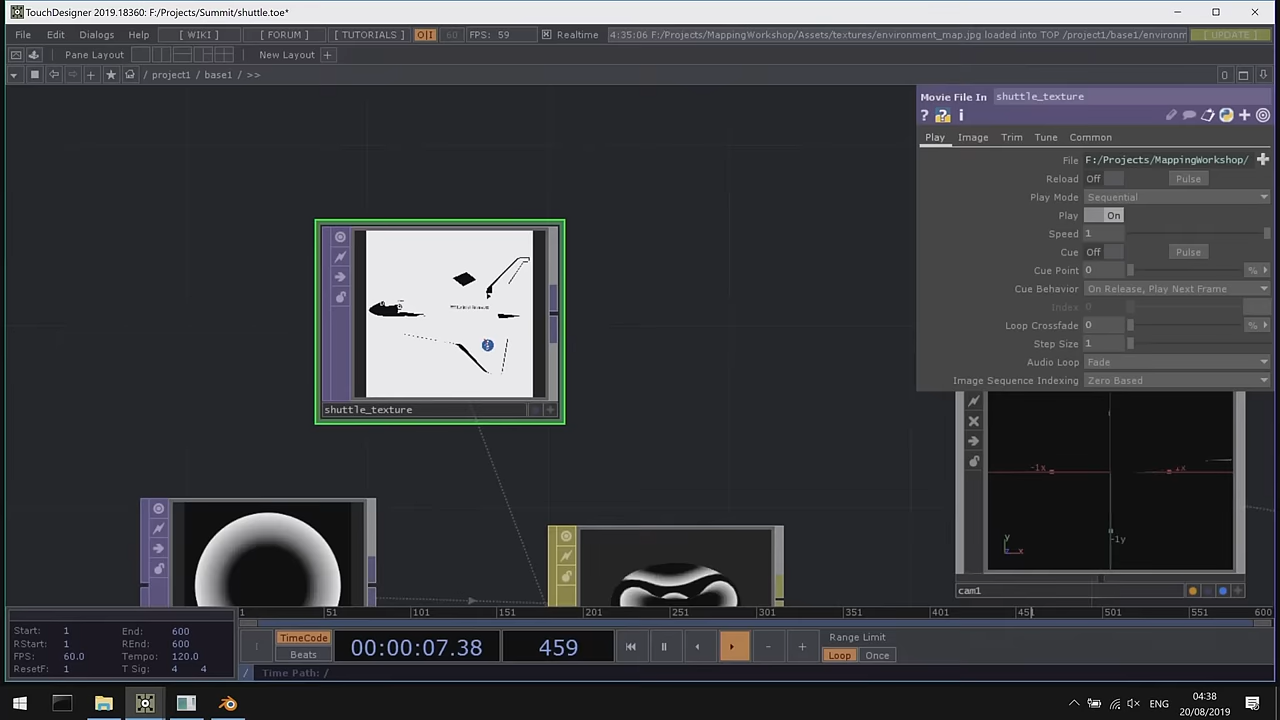 TouchDesigner 2019.18360: F:/Projects/Summit/shuttle.toe*
File Edit Dialogs Help [ WIKI ] [ FORUM ] [ TUTORIALS ] O|I 60 FPS: 59 Realtime 4:35:06 F:/Projects/MappingWorkshop/Assets/textures/environment_map.jpg loaded into TOP /project1/base1/environm [ UPDATE ]
Pane Layout New Layout +
/ project1 / base1 / >> 0
Movie File In shuttle_texture
? ? i
Play Image Trim Tune Common
File F:/Projects/MappingWorkshop/
Reload Off Pulse
Play Mode Sequential
Play On
Speed 1
Cue Off Pulse
Cue Point 0 %
Cue Behavior On Release, Play Next Frame
Index 0
Loop Crossfade 0 %
Step Size 1
Audio Loop Fade
Image Sequence Indexing Zero Based
shuttle_texture
-1x 1x
-1y
y
x
cam1
1 51 101 151 201 251 301 351 401 451 501 551 600
Start: 1 End: 600
RStart: 1 REnd: 600
FPS: 60.0 Tempo: 120.0
ResetF: 1 T Sig: 4 4
TimeCode
Beats
00:00:07.38
459
Range Limit
Loop Once
/ Time Path: /
ENG
04:38
20/08/2019